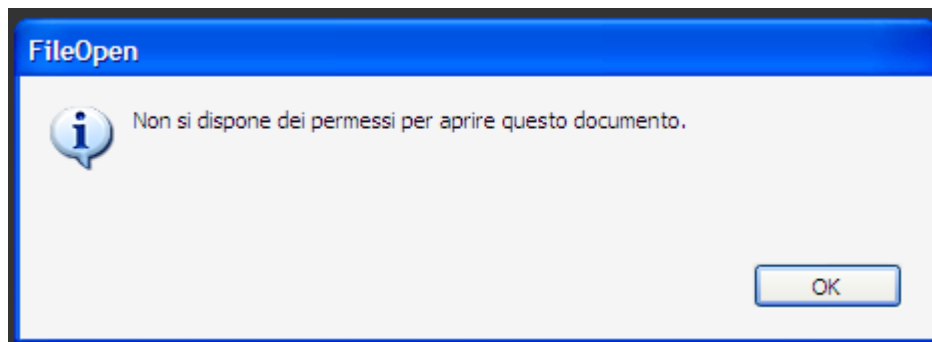 FileOpen
Non si dispone dei permessi per aprire questo documento.
OK